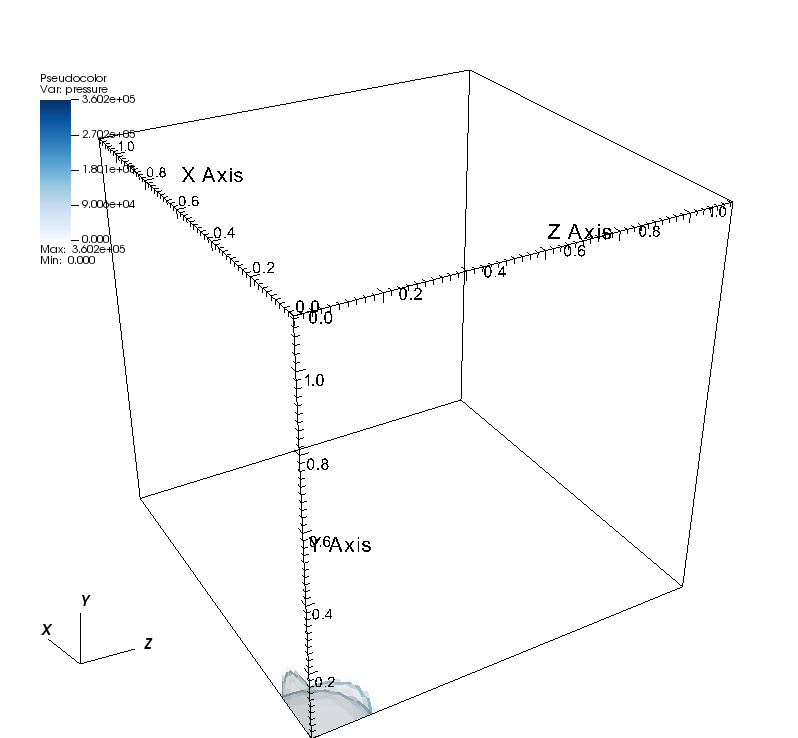 Pseudocolor
Var: pressure
3.602e+05
2.702e+05
1.801e+05
9.006e+04
0.000
Max: 3.602e+05
Min: 0.000
1.0
0.8
X Axis
0.6
0.4
0.2
0.0
0.0
0.2
0.4
Z Axis
0.6
0.8
1.0
1.0
0.8
0.6
Y Axis
0.4
0.2
X
Y
Z